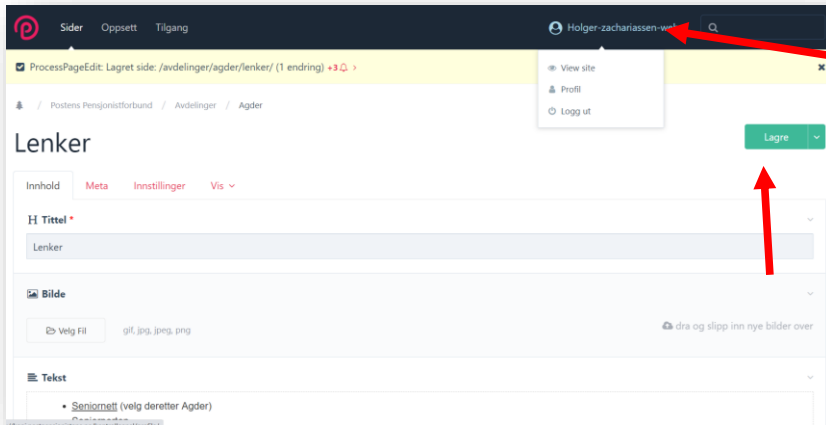 Sider Oppsett Tilgang Holger-zachariassen-we
ProcessPageEdit: Lagret side: /avdelinger/agder/lenker/ (1 endring) +3 >
View site
Profil
Logg ut
/ Postens Pensjonistforbund / Avdelinger / Agder
Lenker
Lagre
Innhold Meta Innstillinger Vis
H Tittel *
Lenker
Bilde
Velg Fil gif, jpg, jpeg, png dra og slipp inn nye bilder over
Tekst
• Seniornett (velg deretter Agder)